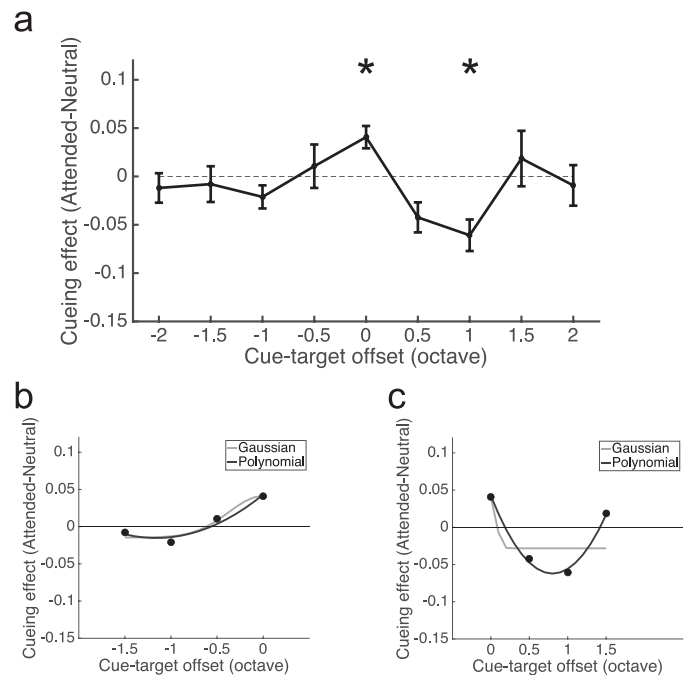 a
* *
Cueing effect (Attended-Neutral)
0.1
0.05
0
-0.05
-0.1
-0.15
-2 -1.5 -1 -0.5 0 0.5 1 1.5 2
Cue-target offset (octave)
b
Cueing effect (Attended-Neutral)
Gaussian
Polynomial
0.1
0.05
0
-0.05
-0.1
-0.15
-1.5 -1 -0.5 0
Cue-target offset (octave)
c
Cueing effect (Attended-Neutral)
Gaussian
Polynomial
0.1
0.05
0
-0.05
-0.1
-0.15
0 0.5 1 1.5
Cue-target offset (octave)